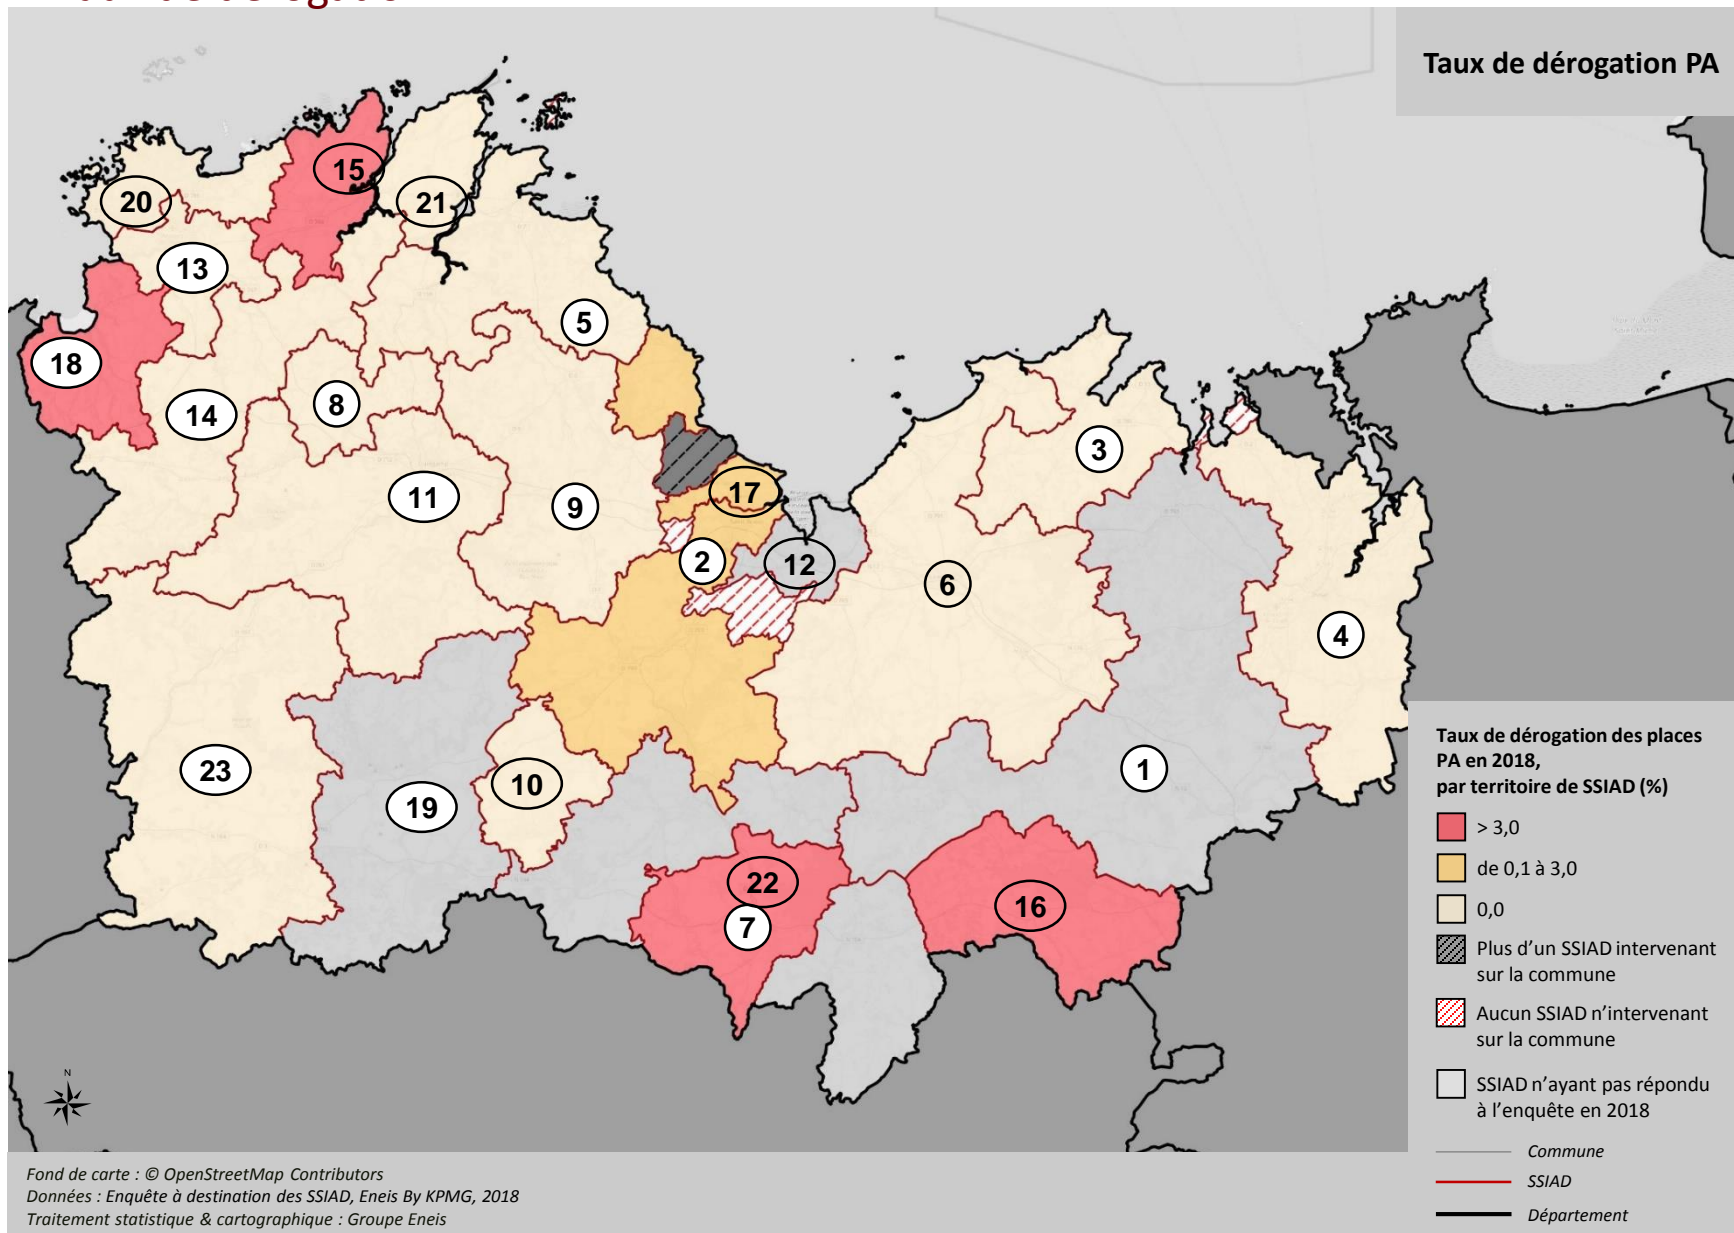 Taux de dérogation PA
15
20
21
13
5
18
8
14
3
11
17
9
2
12
6
4
23
10
19
1
22
16
7
Taux de dérogation des places
PA en 2018,
par territoire de SSIAD (%)
> 3,0
de 0,1 à 3,0
0,0
Plus d’un SSIAD intervenant
sur la commune
Aucun SSIAD n’intervenant
sur la commune
SSIAD n’ayant pas répondu
à l’enquête en 2018
Commune
SSIAD
Département
N
Fond de carte : © OpenStreetMap Contributors
Données : Enquête à destination des SSIAD, Eneis By KPMG, 2018
Traitement statistique & cartographique : Groupe Eneis